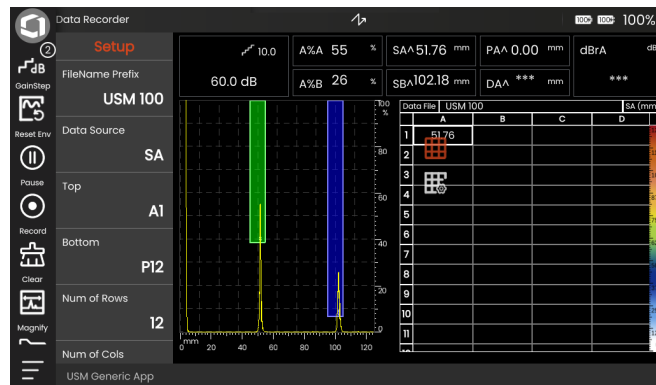 Data Recorder
100%
100%
100%
2
dB
GainStep
Reset Env
Pause
Record
Clear
Magnify
Setup
FileName Prefix
USM 100
Data Source
SA
Top
A1
Bottom
P12
Num of Rows
12
Num of Cols
USM Generic App
10.0
60.0 dB
A%A 55 %
A%B 26 %
SA^51.76 mm
SB^102.18 mm
PA^ 0.00 mm
DA^ *** mm
dBrA dB
***
100
%
80
60
40
20
0
mm 20 40 60 80 100 120
Data File USM 100 SA (mm
A B C D
1 51.76
2
3
4
5
6
7
8
9
10
11